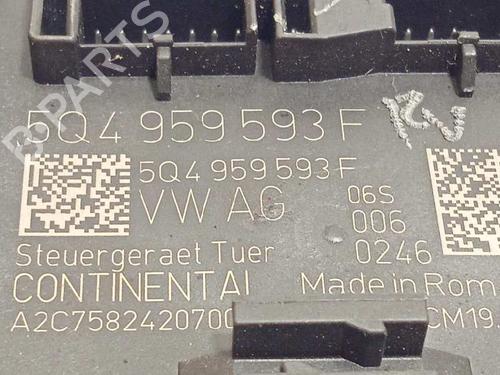 B-PARTS
5Q4 959 593 F
5Q4 959 593 F
VW AG
06S
006
0246
Steuergeraet Tuer
CONTINENTAL
Made in Rom
A2C7582420700
CM19.